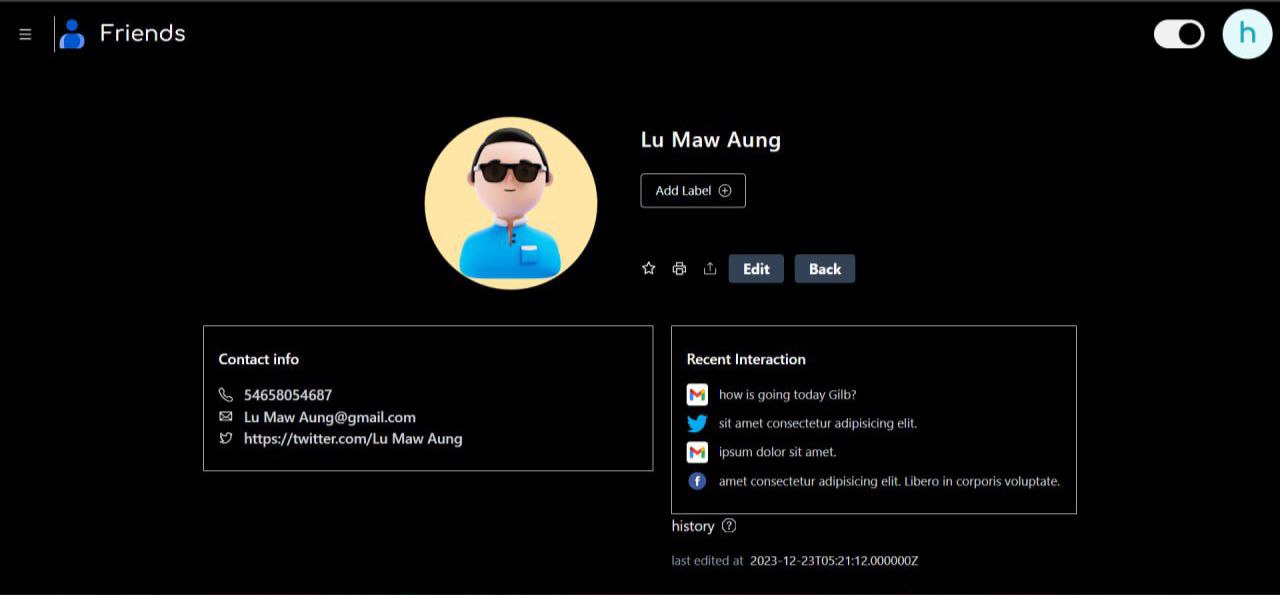 Friends
h
Lu Maw Aung
Add Label
Edit
Back
Contact info
54658054687
Lu Maw Aung@gmail.com
https://twitter.com/Lu Maw Aung
Recent Interaction
how is going today Gilb?
sit amet consectetur adipisicing elit.
ipsum dolor sit amet.
amet consectetur adipisicing elit. Libero in corporis voluptate.
history
last edited at 2023-12-23T05:21:12.000000Z